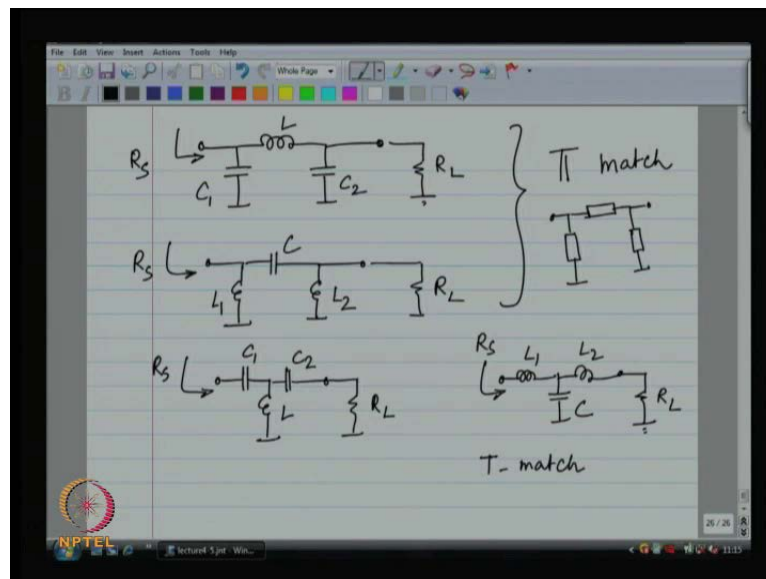 File Edit View Insert Actions Tools Help
Whole Page
B I
L
RS C1 C2 RL
Π match
C
RS L1 L2 RL
C1 C2
RS L RL
RS L1 L2
C RL
T-match
26 / 26
NPTEL
lecture4-5.jnt - Win...
11:15